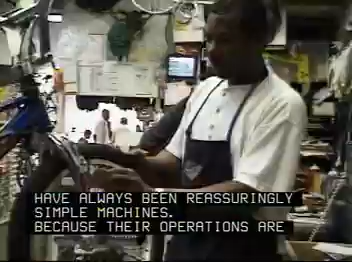 HAVE ALWAYS BEEN REASSURINGLY
SIMPLE MACHINES.
BECAUSE THEIR OPERATIONS ARE